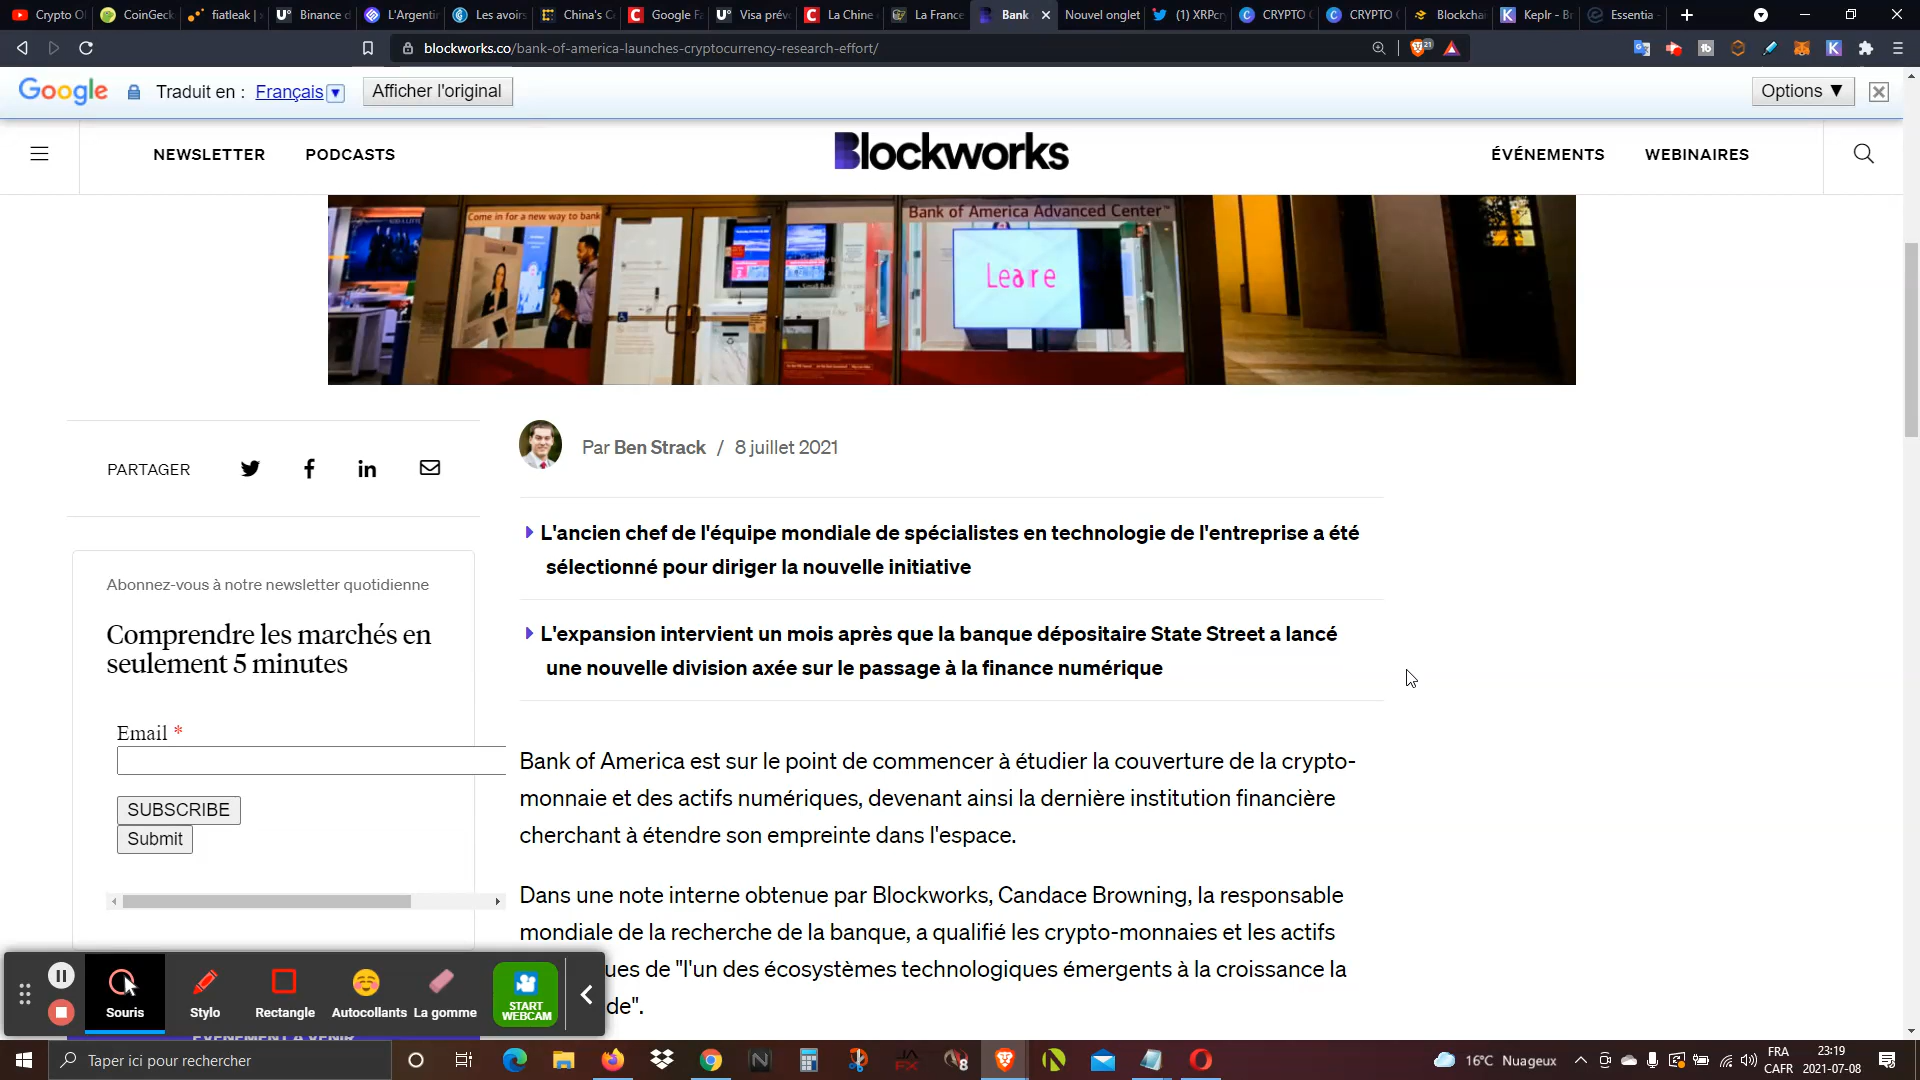 Crypto O
CoinGeck
fiatleak |
Binance d
L'Argenti
Les avoirs
China's C
Google F
Visa prév
La Chine
La France
Bank
Nouvel onglet
(1) XRPcr
CRYPTO
CRYPTO
Blockchai
Keplr - B
Essentia
blockworks.co/bank-of-america-launches-cryptocurrency-research-effort/
Google
Traduit en :
Français
Afficher l'original
Options ▼
NEWSLETTER
PODCASTS
Blockworks
ÉVÉNEMENTS
WEBINAIRES
Come in for a new way to bank
Bank of America Advanced Center™
Leare
Par Ben Strack / 8 juillet 2021
PARTAGER
L'ancien chef de l'équipe mondiale de spécialistes en technologie de l'entreprise a été
sélectionné pour diriger la nouvelle initiative
L'expansion intervient un mois après que la banque dépositaire State Street a lancé
une nouvelle division axée sur le passage à la finance numérique
Abonnez-vous à notre newsletter quotidienne
Comprendre les marchés en
seulement 5 minutes
Email *
SUBSCRIBE
Submit
Bank of America est sur le point de commencer à étudier la couverture de la crypto-
monnaie et des actifs numériques, devenant ainsi la dernière institution financière
cherchant à étendre son empreinte dans l'espace.
Dans une note interne obtenue par Blockworks, Candace Browning, la responsable
mondiale de la recherche de la banque, a qualifié les crypto-monnaies et les actifs
ues de "l'un des écosystèmes technologiques émergents à la croissance la
de".
Souris
Stylo
Rectangle
Autocollants
La gomme
START
WEBCAM
ÉVÉNEMENT À VENIR
Taper ici pour rechercher
16°C Nuageux
FRA
CAFR
23:19
2021-07-08